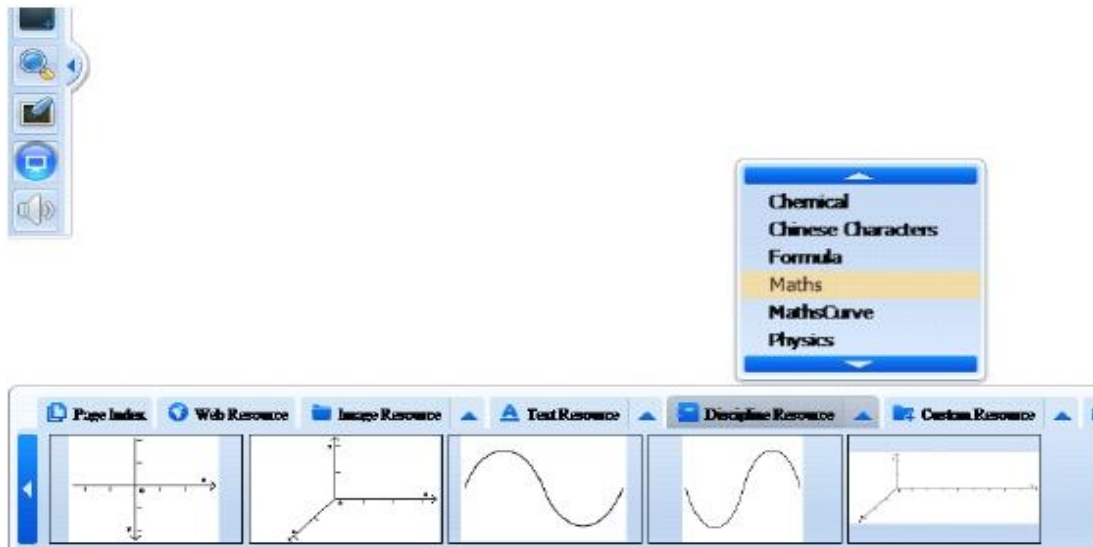 Chemical
Chinese Characters
Formula
Maths
MathsCurve
Physics
Page Index Web Resource Image Resource Text Resource Discipline Resource Custom Resource